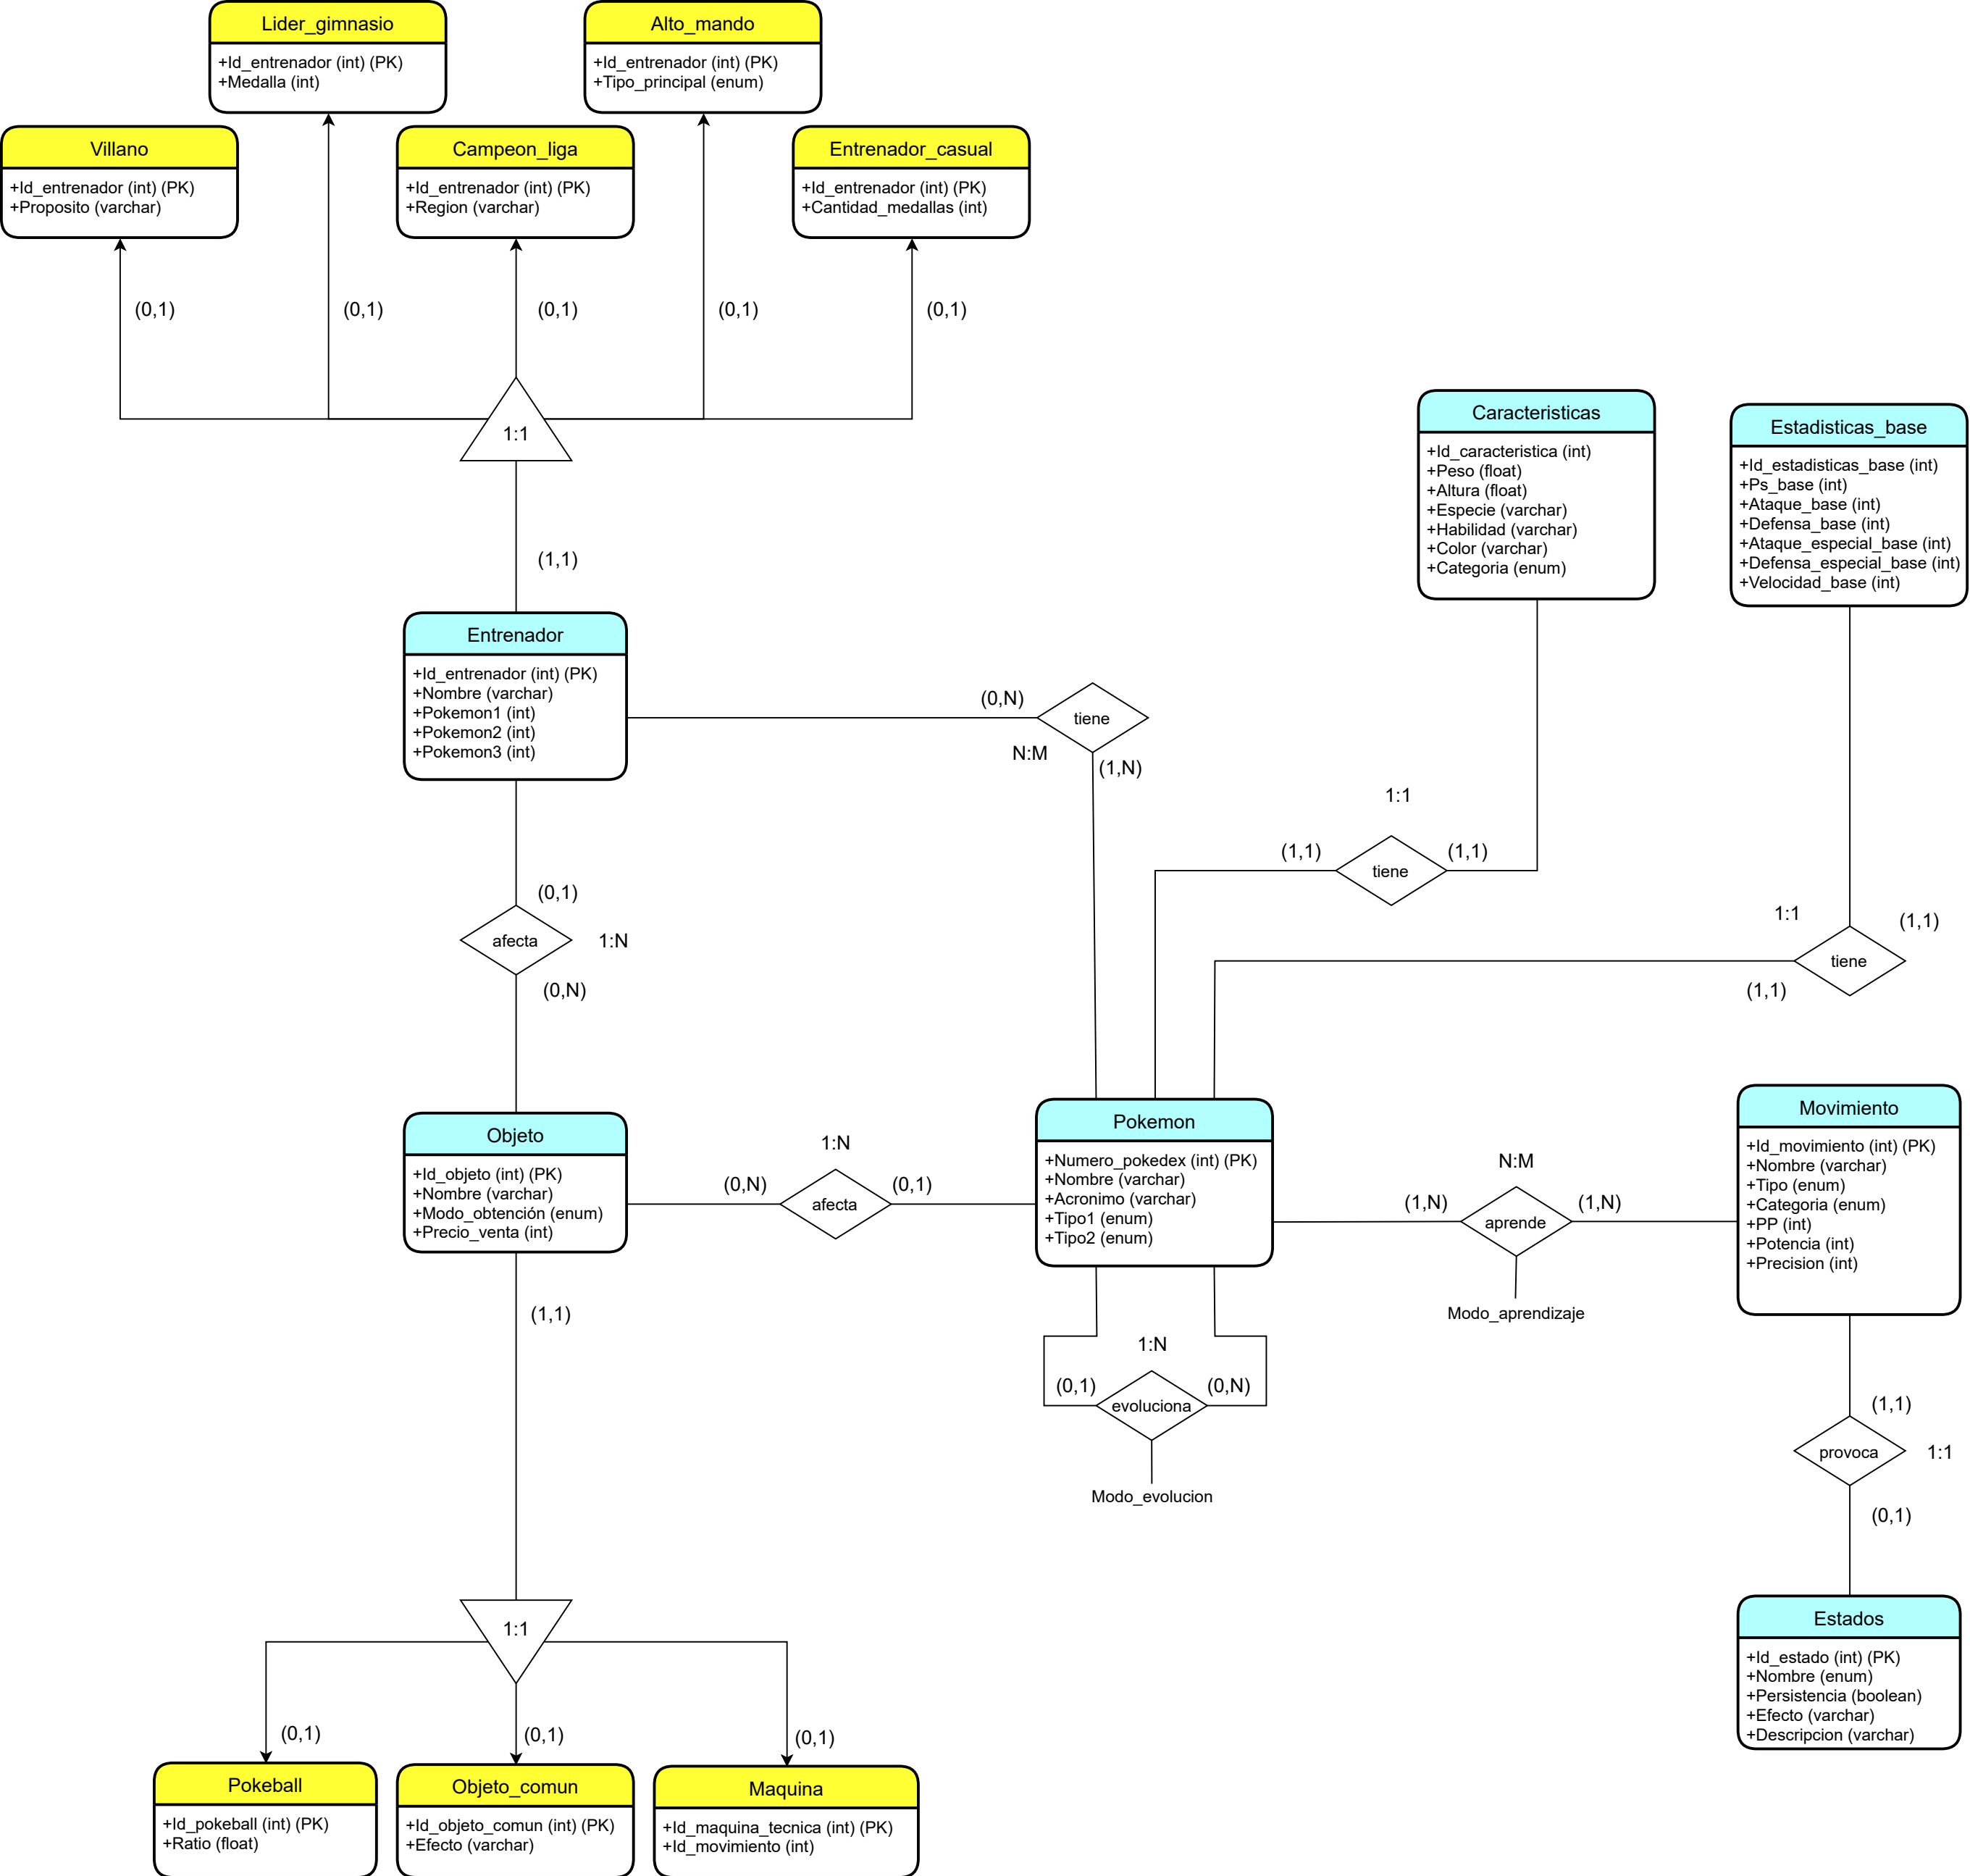 Lider_gimnasio
+Id_entrenador (int) (PK)
+Medalla (int)
Alto_mando
+Id_entrenador (int) (PK)
+Tipo_principal (enum)
Villano
+Id_entrenador (int) (PK)
+Proposito (varchar)
Campeon_liga
+Id_entrenador (int) (PK)
+Region (varchar)
Entrenador_casual
+Id_entrenador (int) (PK)
+Cantidad_medallas (int)
(0,1)
(0,1)
(0,1)
(0,1)
(0,1)
1:1
(1,1)
Caracteristicas
+Id_caracteristica (int)
+Peso (float)
+Altura (float)
+Especie (varchar)
+Habilidad (varchar)
+Color (varchar)
+Categoria (enum)
Estadisticas_base
+Id_estadisticas_base (int)
+Ps_base (int)
+Ataque_base (int)
+Defensa_base (int)
+Ataque_especial_base (int)
+Defensa_especial_base (int)
+Velocidad_base (int)
Entrenador
+Id_entrenador (int) (PK)
+Nombre (varchar)
+Pokemon1 (int)
+Pokemon2 (int)
+Pokemon3 (int)
(0,N)
tiene
N:M
(1,N)
1:1
(1,1)
tiene
(1,1)
(0,1)
afecta
1:N
(0,N)
1:1
(1,1)
tiene
(1,1)
Objeto
+Id_objeto (int) (PK)
+Nombre (varchar)
+Modo_obtención (enum)
+Precio_venta (int)
1:N
(0,N)
afecta
(0,1)
Pokemon
+Numero_pokedex (int) (PK)
+Nombre (varchar)
+Acronimo (varchar)
+Tipo1 (enum)
+Tipo2 (enum)
N:M
(1,N)
aprende
(1,N)
Modo_aprendizaje
Movimiento
+Id_movimiento (int) (PK)
+Nombre (varchar)
+Tipo (enum)
+Categoria (enum)
+PP (int)
+Potencia (int)
+Precision (int)
(1,1)
1:N
(0,1)
evoluciona
(0,N)
Modo_evolucion
(1,1)
provoca
1:1
(0,1)
Estados
+Id_estado (int) (PK)
+Nombre (enum)
+Persistencia (boolean)
+Efecto (varchar)
+Descripcion (varchar)
1:1
(0,1)
(0,1)
(0,1)
Pokeball
+Id_pokeball (int) (PK)
+Ratio (float)
Objeto_comun
+Id_objeto_comun (int) (PK)
+Efecto (varchar)
Maquina
+Id_maquina_tecnica (int) (PK)
+Id_movimiento (int)